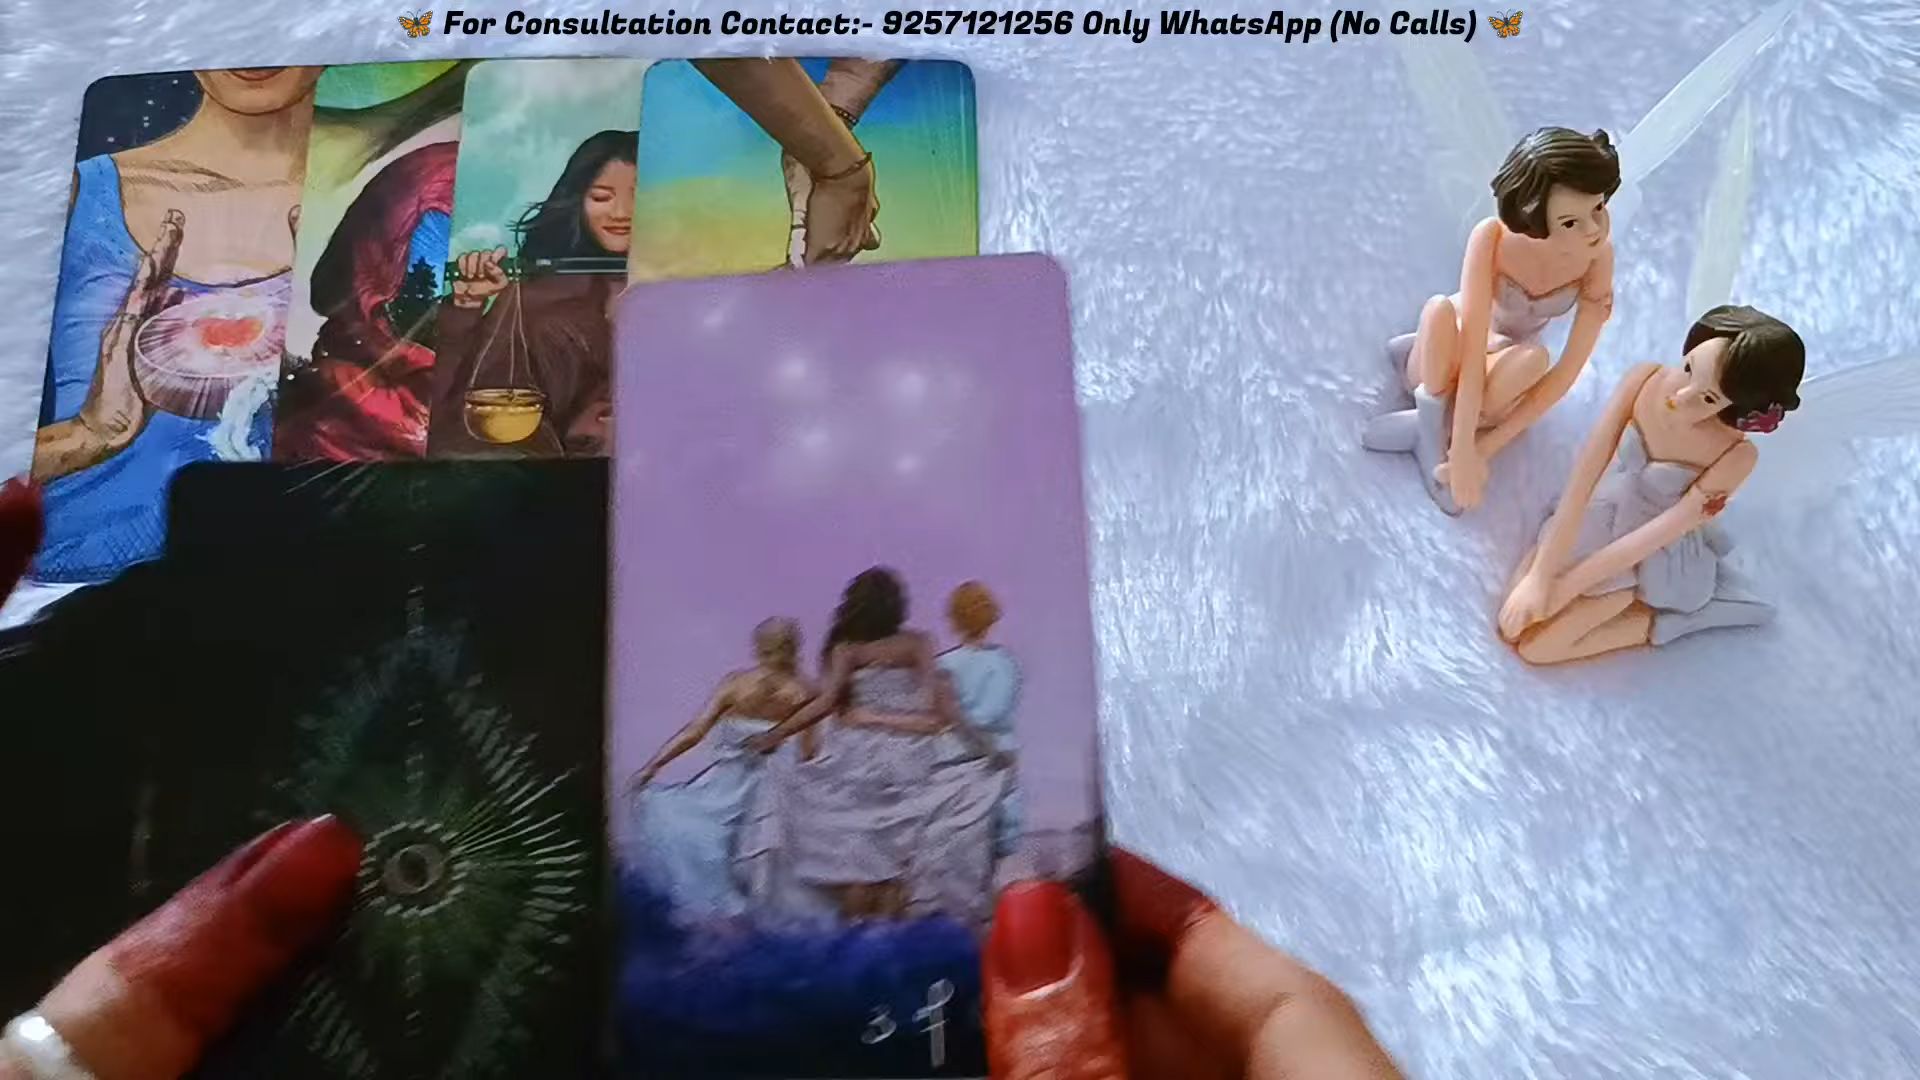 🦋 For Consultation Contact:- 9257121256 Only WhatsApp (No Calls) 🦋